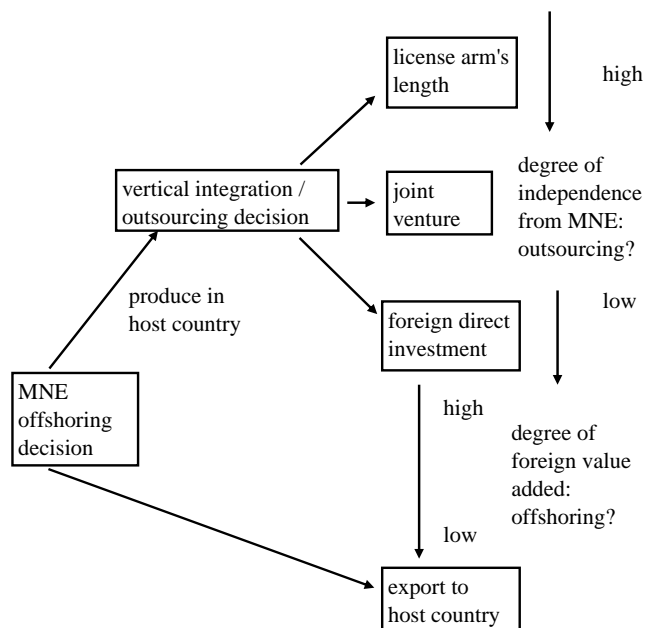 license arm's
length
high
degree of
independence
from MNE:
outsourcing?
vertical integration /
outsourcing decision
joint
venture
produce in
host country
low
foreign direct
investment
MNE
offshoring
decision
high
degree of
foreign value
added:
offshoring?
low
export to
host country